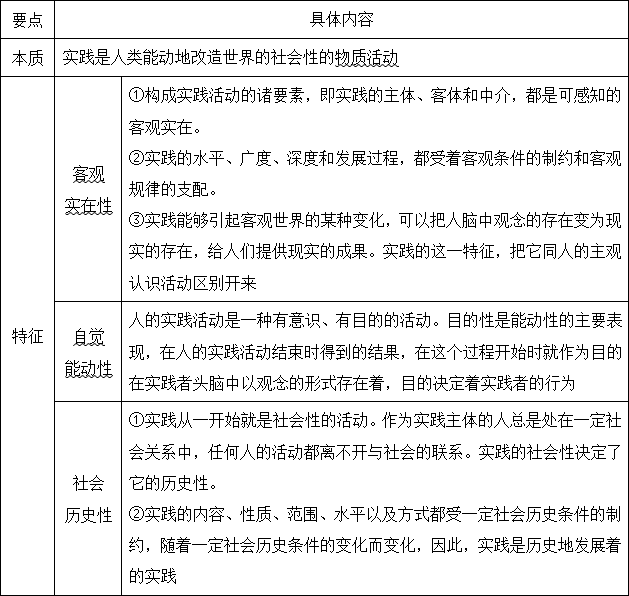 要点 具体内容
本质 实践是人类能动地改造世界的社会性的物质活动
特征
客观
实在性
①构成实践活动的诸要素，即实践的主体、客体和中介，都是可感知的
客观实在。
②实践的水平、广度、深度和发展过程，都受着客观条件的制约和客观
规律的支配。
③实践能够引起客观世界的某种变化，可以把人脑中观念的存在变为现
实的存在，给人们提供现实的成果。实践的这一特征，把它同人的主观
认识活动区别开来
自觉
能动性
人的实践活动是一种有意识、有目的的活动。目的性是能动性的主要表
现，在人的实践活动结束时得到的结果，在这个过程开始时就作为目的
在实践者头脑中以观念的形式存在着，目的决定着实践者的行为
社会
历史性
①实践从一开始就是社会性的活动。作为实践主体的人总是处在一定社
会关系中，任何人的活动都离不开与社会的联系。实践的社会性决定了
它的历史性。
②实践的内容、性质、范围、水平以及方式都受一定社会历史条件的制
约，随着一定社会历史条件的变化而变化，因此，实践是历史地发展着
的实践